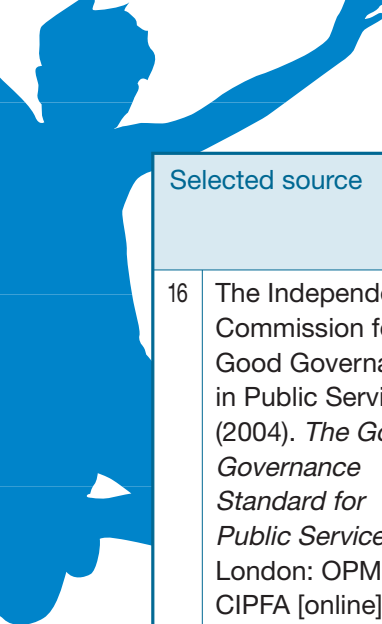 Selected source
16 The Independe
Commission fo
Good Governa
in Public Servi
(2004). The Go
Governance
Standard for
Public Service
London: OPM
CIPFA [online]